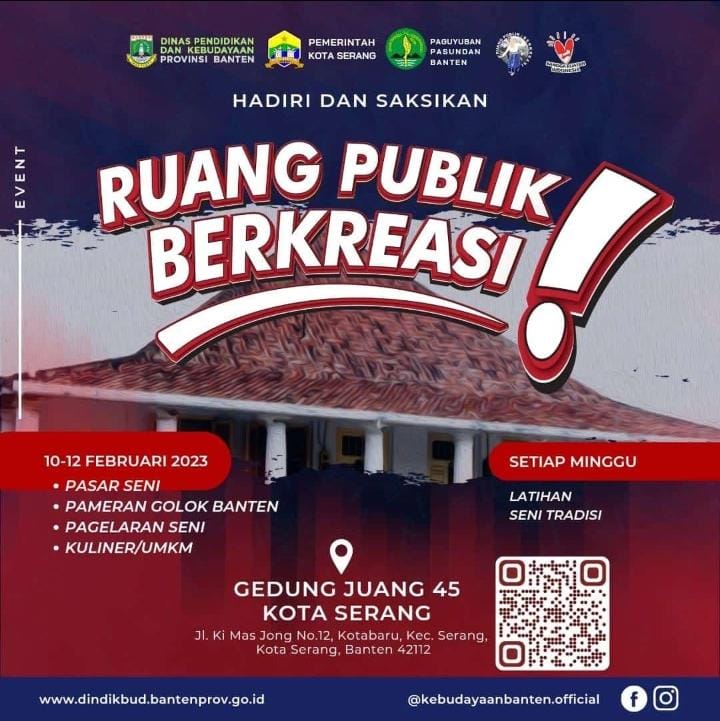 DINAS PENDIDIKAN
DAN KEBUDAYAAN
PROVINSI BANTEN
PEMERINTAH
KOTA SERANG
PAGUYUBAN
PASUNDAN
BANTEN
HADIRI DAN SAKSIKAN
EVENT
RUANG PUBLIK
BERKREASI!
10-12 FEBRUARI 2023
• PASAR SENI
• PAMERAN GOLOK BANTEN
• PAGELARAN SENI
• KULINER/UMKM
SETIAP MINGGU
LATIHAN
SENI TRADISI
GEDUNG JUANG 45
KOTA SERANG
Jl. Ki Mas Jong No.12, Kotabaru, Kec. Serang,
Kota Serang, Banten 42112
www.dindikbud.bantenprov.go.id
@kebudayaanbanten.official